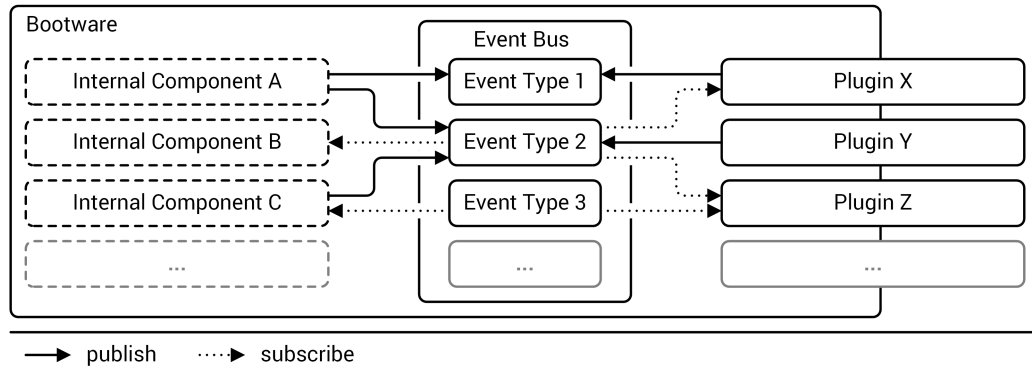 Bootware
Event Bus
Internal Component A
Event Type 1
Plugin X
Internal Component B
Event Type 2
Plugin Y
Internal Component C
Event Type 3
Plugin Z
...
...
...
publish
subscribe